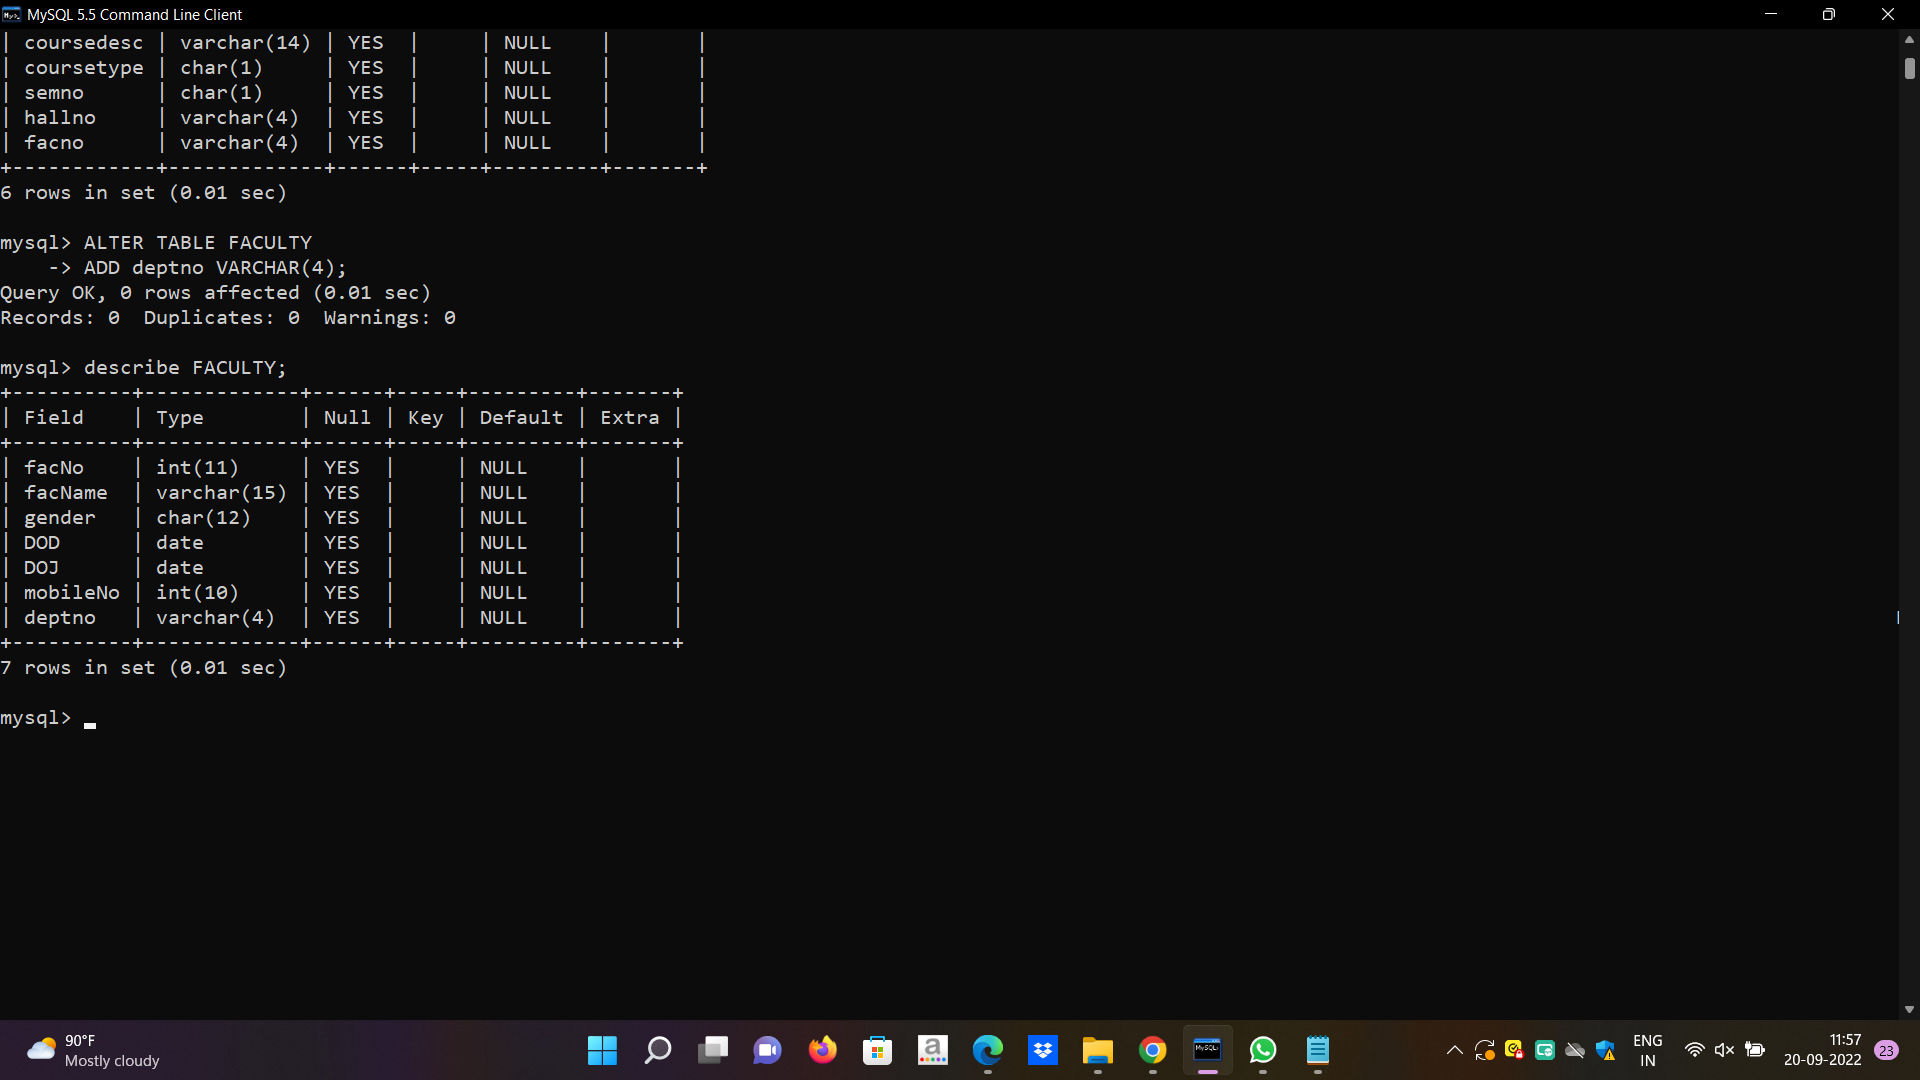 MySQL 5.5 Command Line Client
| coursedesc | varchar(14) | YES  |     | NULL    |       |
| coursetype | char(1)     | YES  |     | NULL    |       |
| semno      | char(1)     | YES  |     | NULL    |       |
| hallno     | varchar(4)  | YES  |     | NULL    |       |
| facno      | varchar(4)  | YES  |     | NULL    |       |
+------------+-------------+------+-----+---------+-------+
6 rows in set (0.01 sec)
mysql> ALTER TABLE FACULTY
    -> ADD deptno VARCHAR(4);
Query OK, 0 rows affected (0.01 sec)
Records: 0  Duplicates: 0  Warnings: 0
mysql> describe FACULTY;
+----------+-------------+------+-----+---------+-------+
| Field    | Type        | Null | Key | Default | Extra |
+----------+-------------+------+-----+---------+-------+
| facNo    | int(11)     | YES  |     | NULL    |       |
| facName  | varchar(15) | YES  |     | NULL    |       |
| gender   | char(12)    | YES  |     | NULL    |       |
| DOD      | date        | YES  |     | NULL    |       |
| DOJ      | date        | YES  |     | NULL    |       |
| mobileNo | int(10)     | YES  |     | NULL    |       |
| deptno   | varchar(4)  | YES  |     | NULL    |       |
+----------+-------------+------+-----+---------+-------+
7 rows in set (0.01 sec)
mysql>
90°F
Mostly cloudy
ENG
IN
11:57
20-09-2022
23